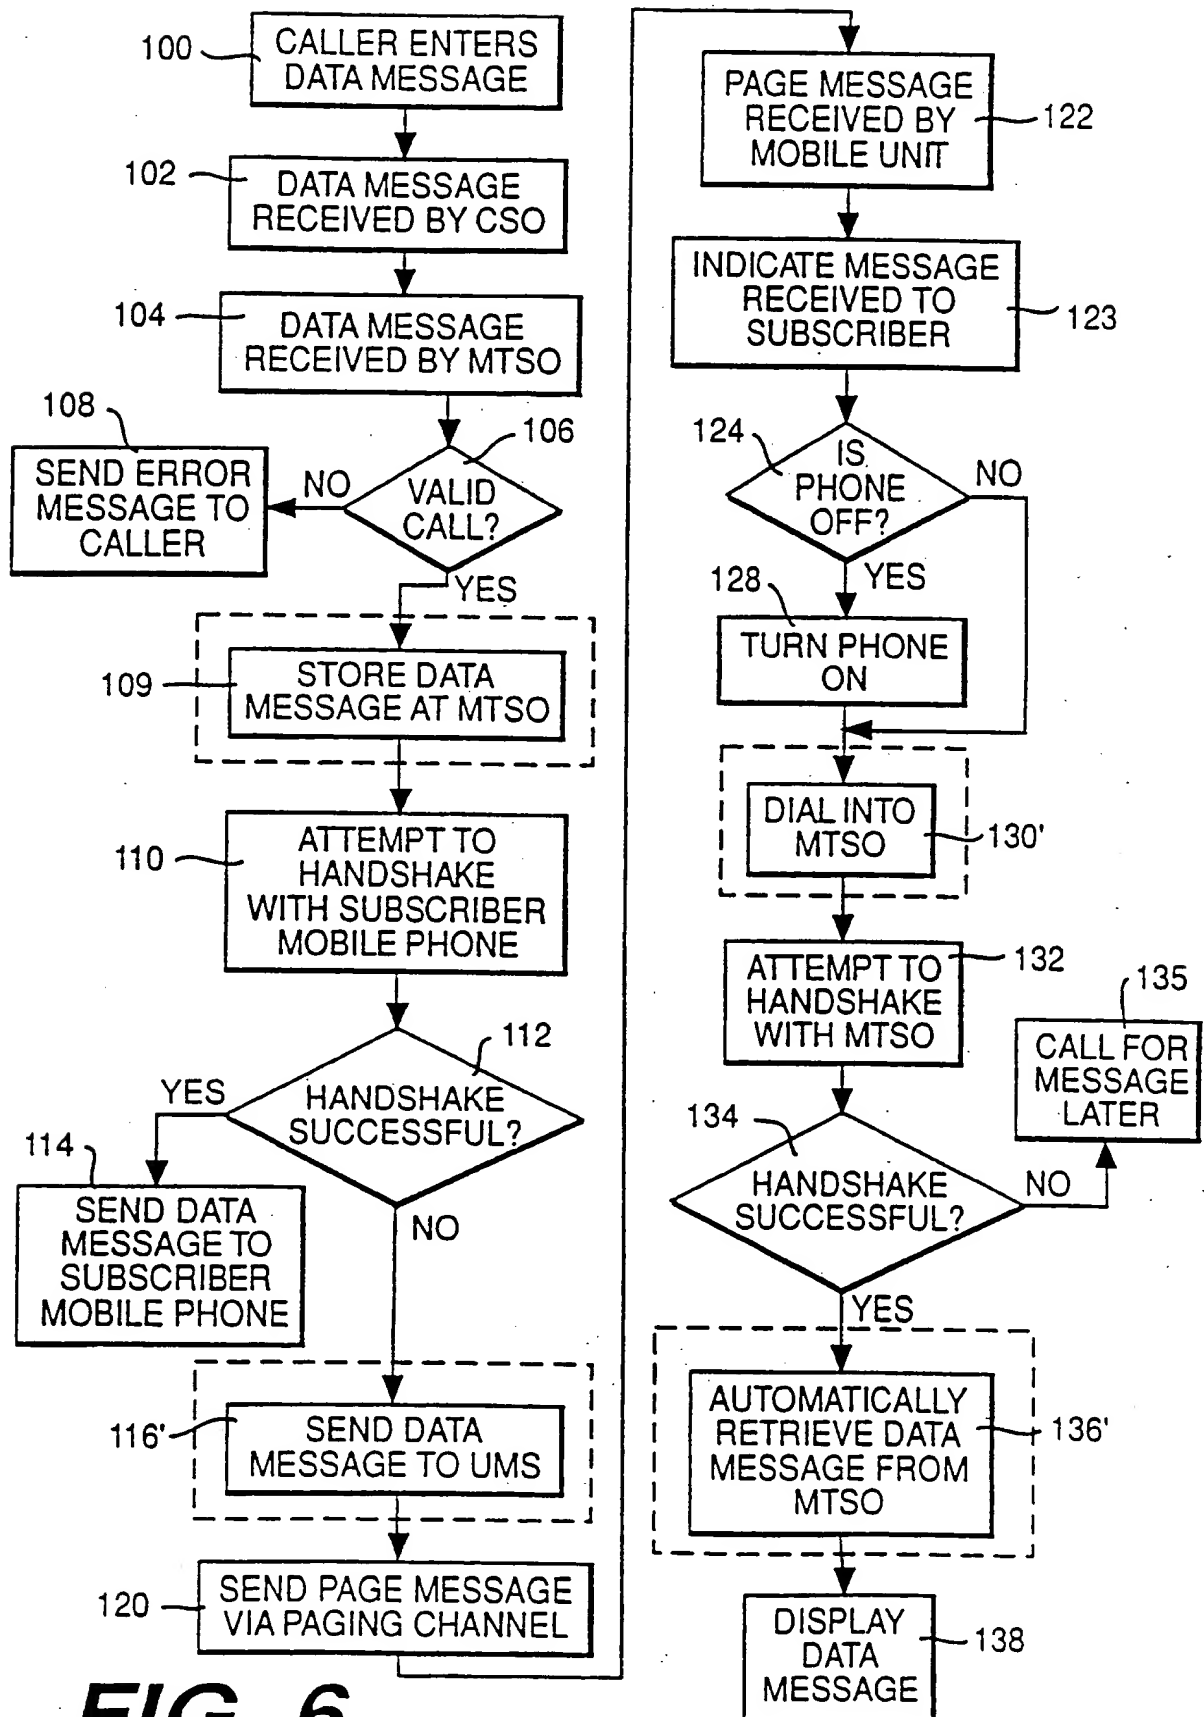 100
CALLER ENTERS
DATA MESSAGE
102
DATA MESSAGE
RECEIVED BY CSO
104
DATA MESSAGE
RECEIVED BY MTSO
108
106
SEND ERROR
MESSAGE TO
CALLER
NO
VALID
CALL?
YES
109
STORE DATA
MESSAGE AT MTSO
110
ATTEMPT TO
HANDSHAKE
WITH SUBSCRIBER
MOBILE PHONE
112
YES
HANDSHAKE
SUCCESSFUL?
114
SEND DATA
MESSAGE TO
SUBSCRIBER
MOBILE PHONE
NO
116'
SEND DATA
MESSAGE TO UMS
120
SEND PAGE MESSAGE
VIA PAGING CHANNEL
PAGE MESSAGE
RECEIVED BY
MOBILE UNIT
122
INDICATE MESSAGE
RECEIVED TO
SUBSCRIBER
123
124
IS
PHONE
OFF?
NO
YES
128
TURN PHONE
ON
DIAL INTO
MTSO
130'
ATTEMPT TO
HANDSHAKE
WITH MTSO
132
135
CALL FOR
MESSAGE
LATER
134
HANDSHAKE
SUCCESSFUL?
NO
YES
AUTOMATICALLY
RETRIEVE DATA
MESSAGE FROM
MTSO
136'
DISPLAY
DATA
MESSAGE
138
FIG. 6